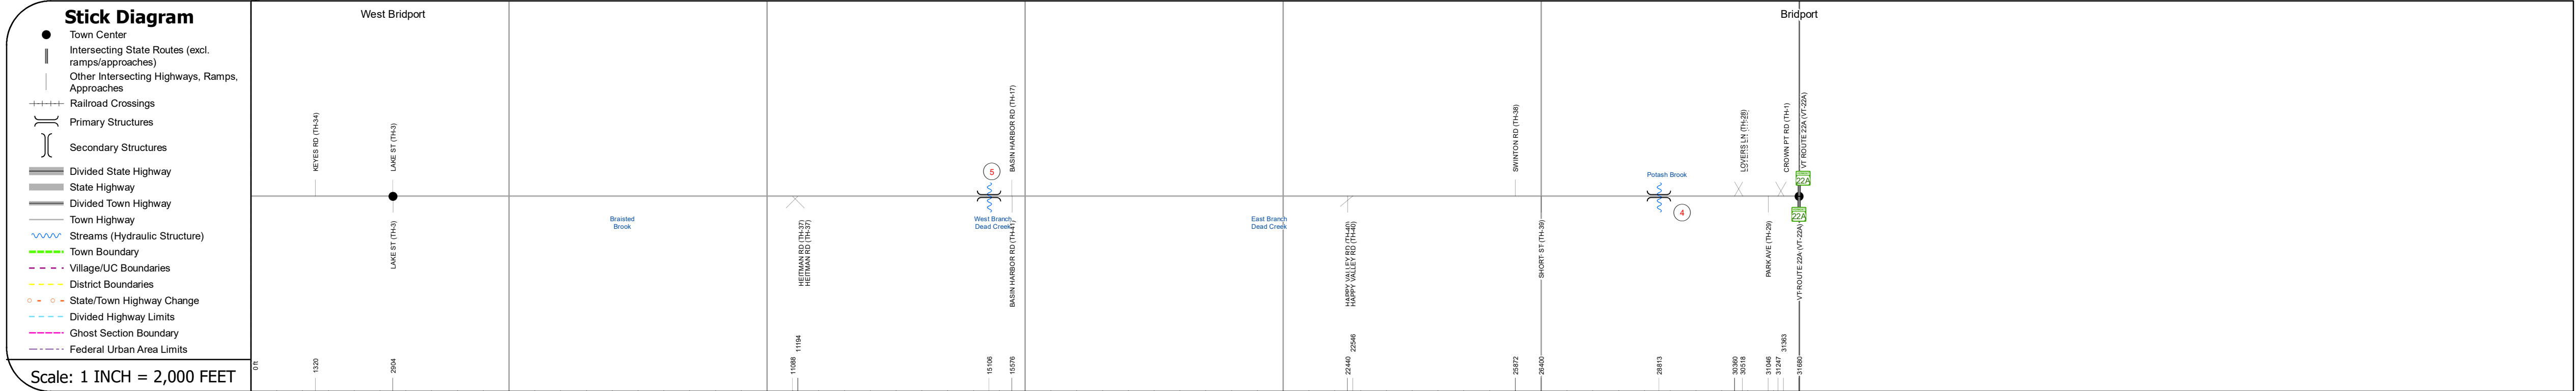 Stick Diagram
Town Center
Intersecting State Routes (excl.
ramps/approaches)
Other Intersecting Highways, Ramps,
Approaches
Railroad Crossings
Primary Structures
Secondary Structures
Divided State Highway
State Highway
Divided Town Highway
Town Highway
Streams (Hydraulic Structure)
Town Boundary
Village/UC Boundaries
District Boundaries
State/Town Highway Change
Divided Highway Limits
Ghost Section Boundary
Federal Urban Area Limits
Scale: 1 INCH = 2,000 FEET
West Bridport
Bridport
KEYES RD (TH-34)
LAKE ST (TH-3)
BASIN HARBOR RD (TH-17)
SWINTON RD (TH-38)
LOVERS LN (TH-28)
CROWN PT RD (TH-1)
VT ROUTE 22A (VT-22A)
5
Potash Brook
22A
4
22A
LAKE ST (TH-3)
Braisted
Brook
HEITMAN RD (TH-37)
HEITMAN RD (TH-37)
West Branch
Dead Creek
BASIN HARBOR RD (TH-41)
East Branch
Dead Creek
HAPPY VALLEY RD (TH-40)
HAPPY VALLEY RD (TH-40)
SHORT ST (TH-39)
PARK AVE (TH-29)
VT ROUTE 22A (VT-22A)
0 ft
1320
2904
11088
11194
15106
15576
22440
22546
25872
26400
28813
30360
30518
31046
31247
31363
31680